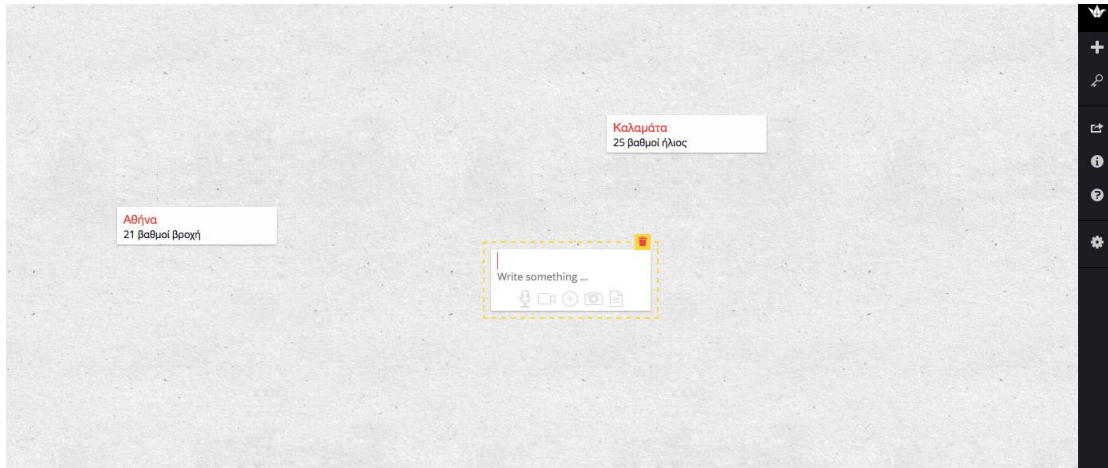 Καλαμάτα
25 βαθμοί ήλιος
Αθήνα
21 βαθμοί βροχή
Write something ...